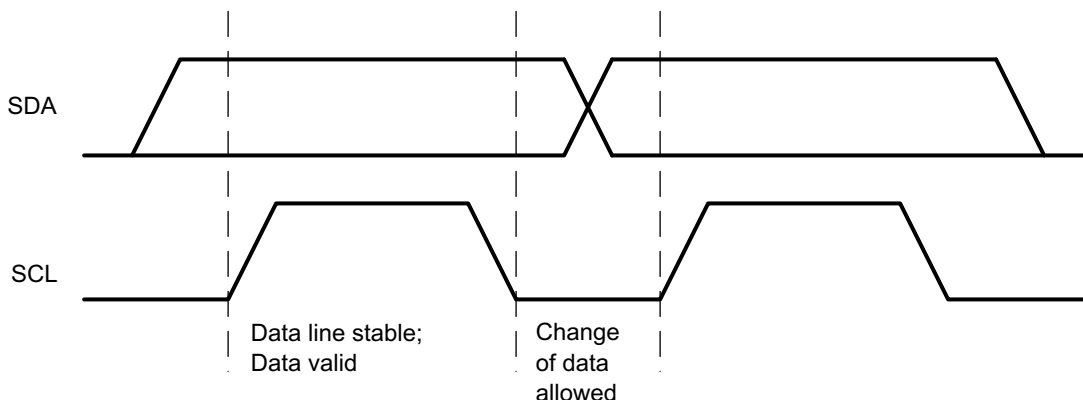 SDA
SCL
Data line stable;
Data valid
Change
of data
allowed